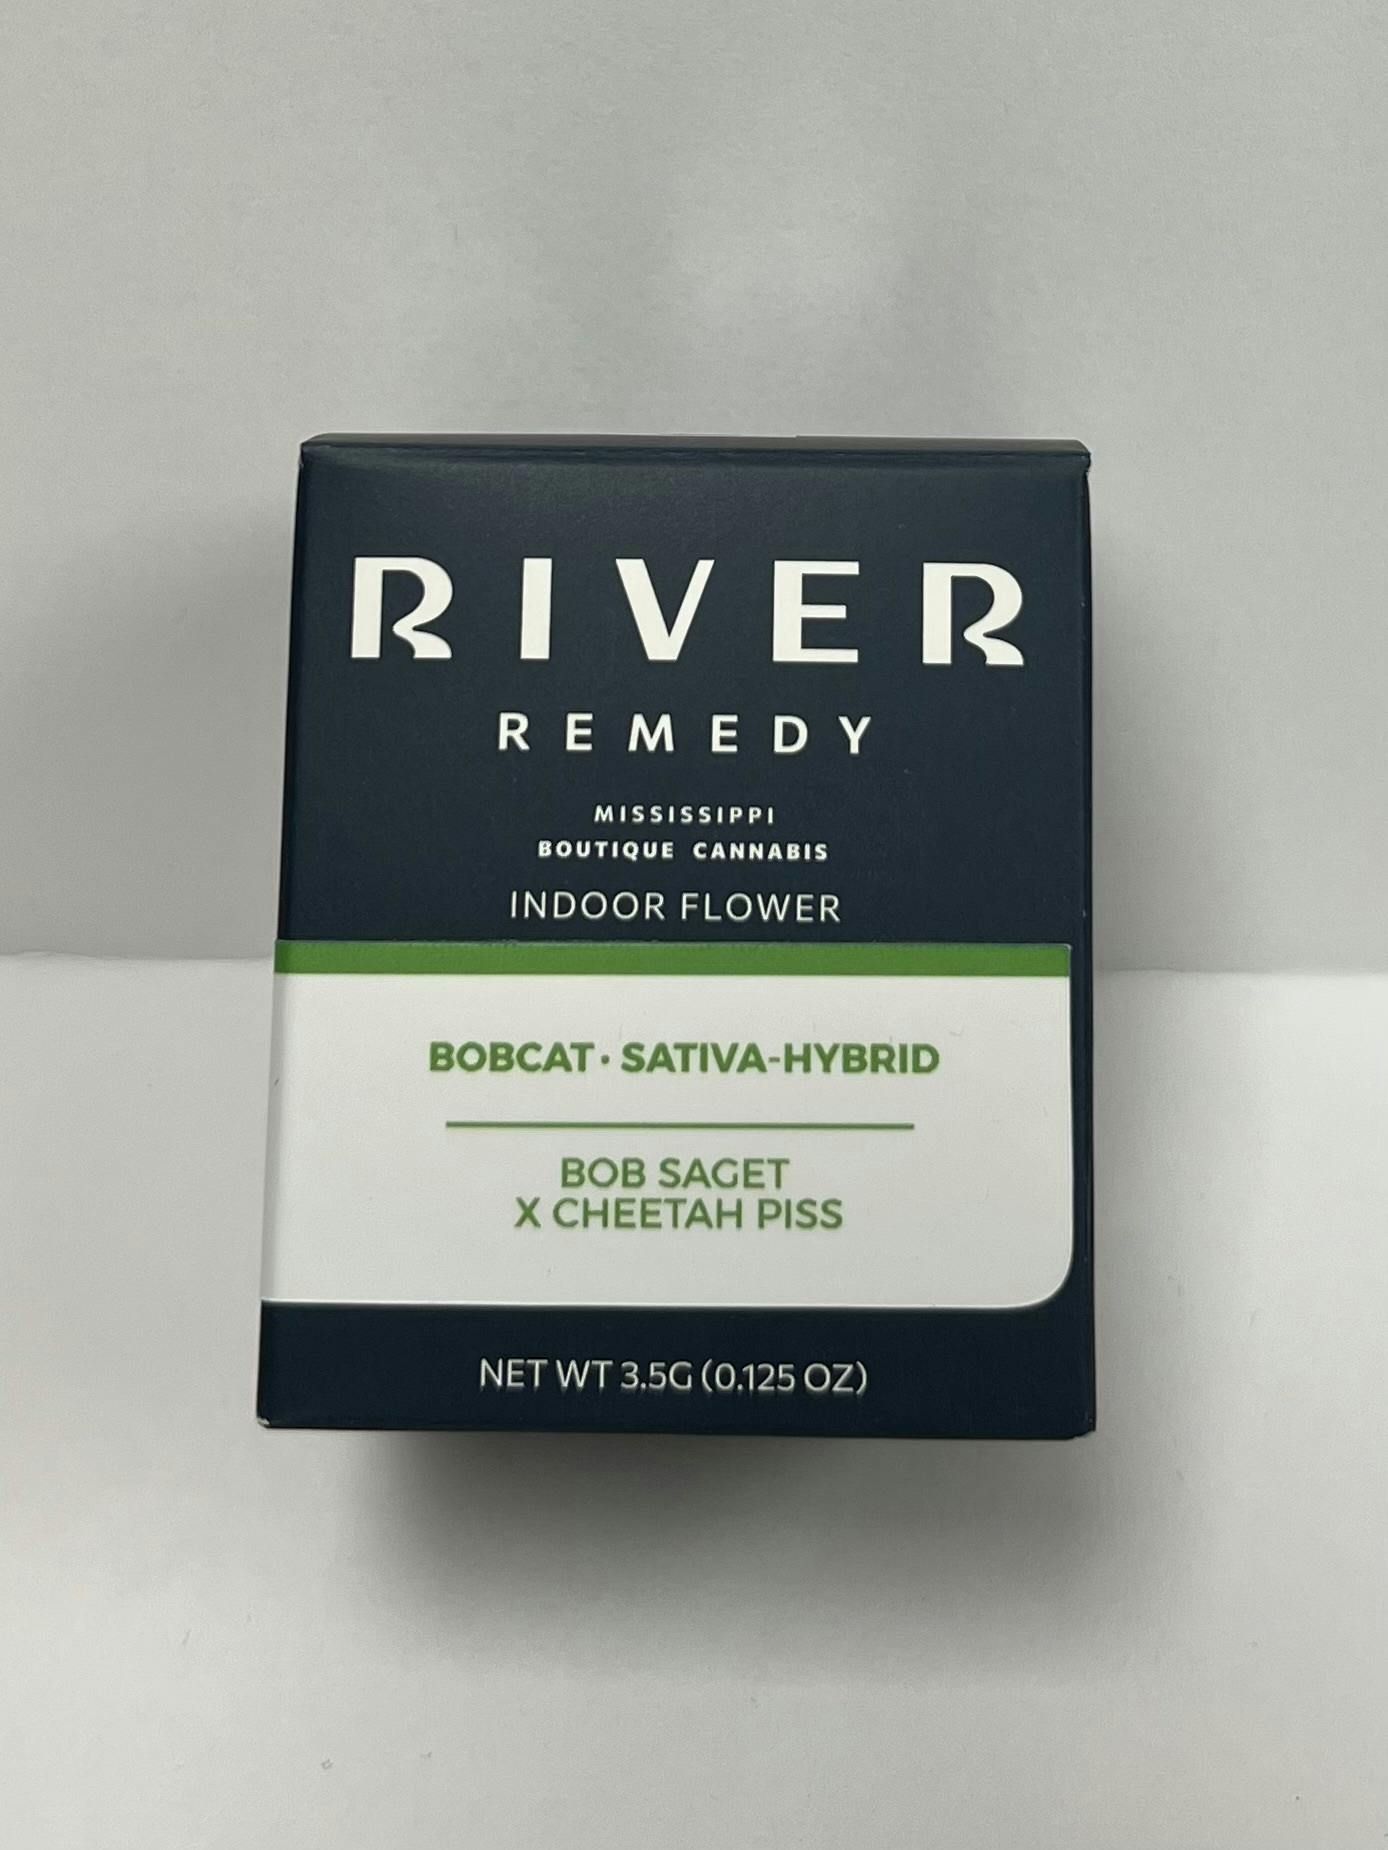 RIVER
REMEDY
MISSISSIPPI
BOUTIQUE CANNABIS
INDOOR FLOWER
BOBCAT · SATIVA-HYBRID
BOB SAGET
X CHEETAH PISS
NET WT 3.5G (0.125 OZ)